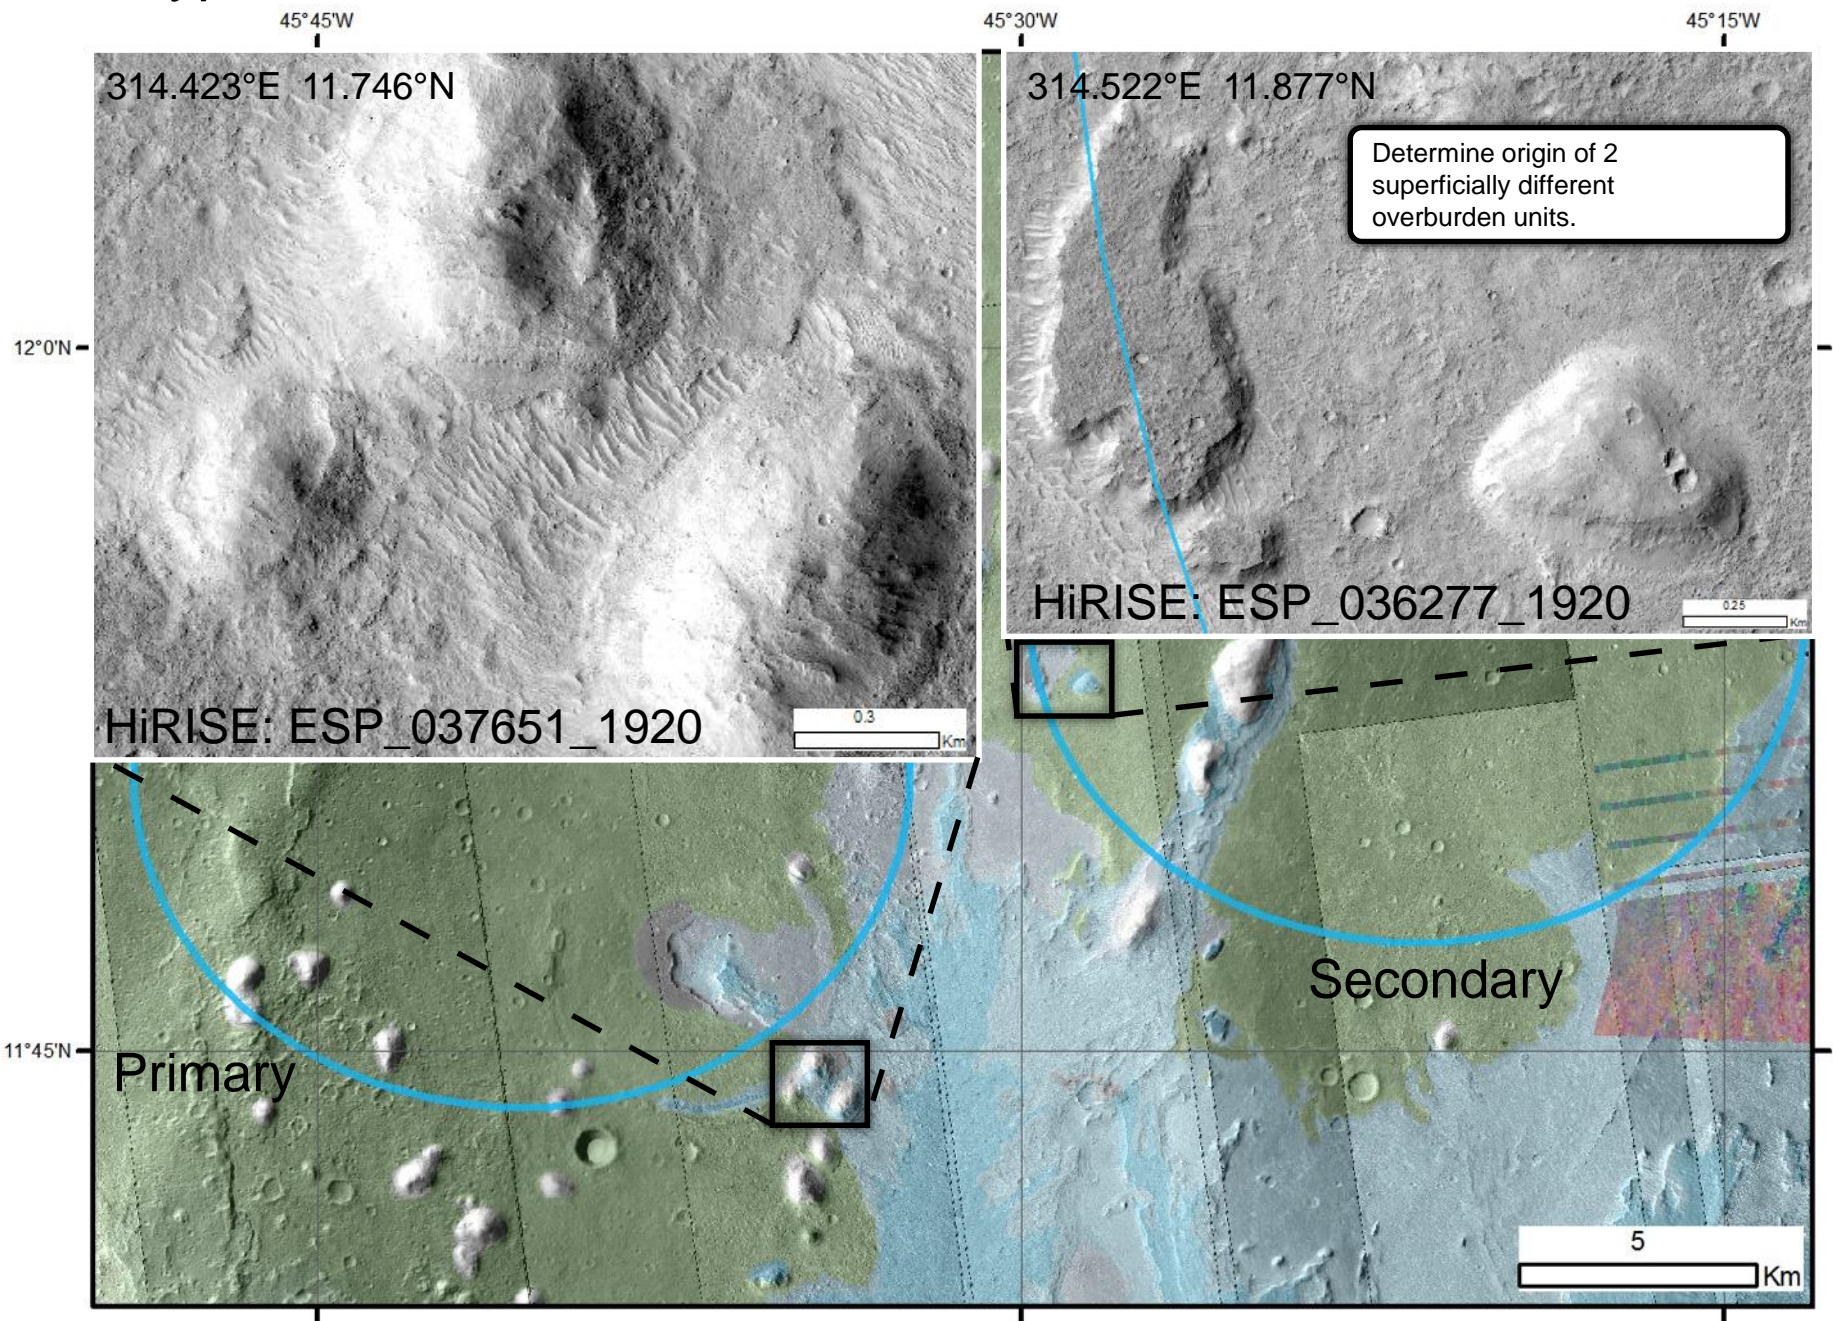 45°45'W
45°30'W
45°15'W
314.423°E 11.746°N
314.522°E 11.877°N
Determine origin of 2
superficially different
overburden units.
12°0'N
HiRISE: ESP_036277_1920
0.25
Km
HiRISE: ESP_037651_1920
0.3
Km
Secondary
11°45'N
Primary
5
Km